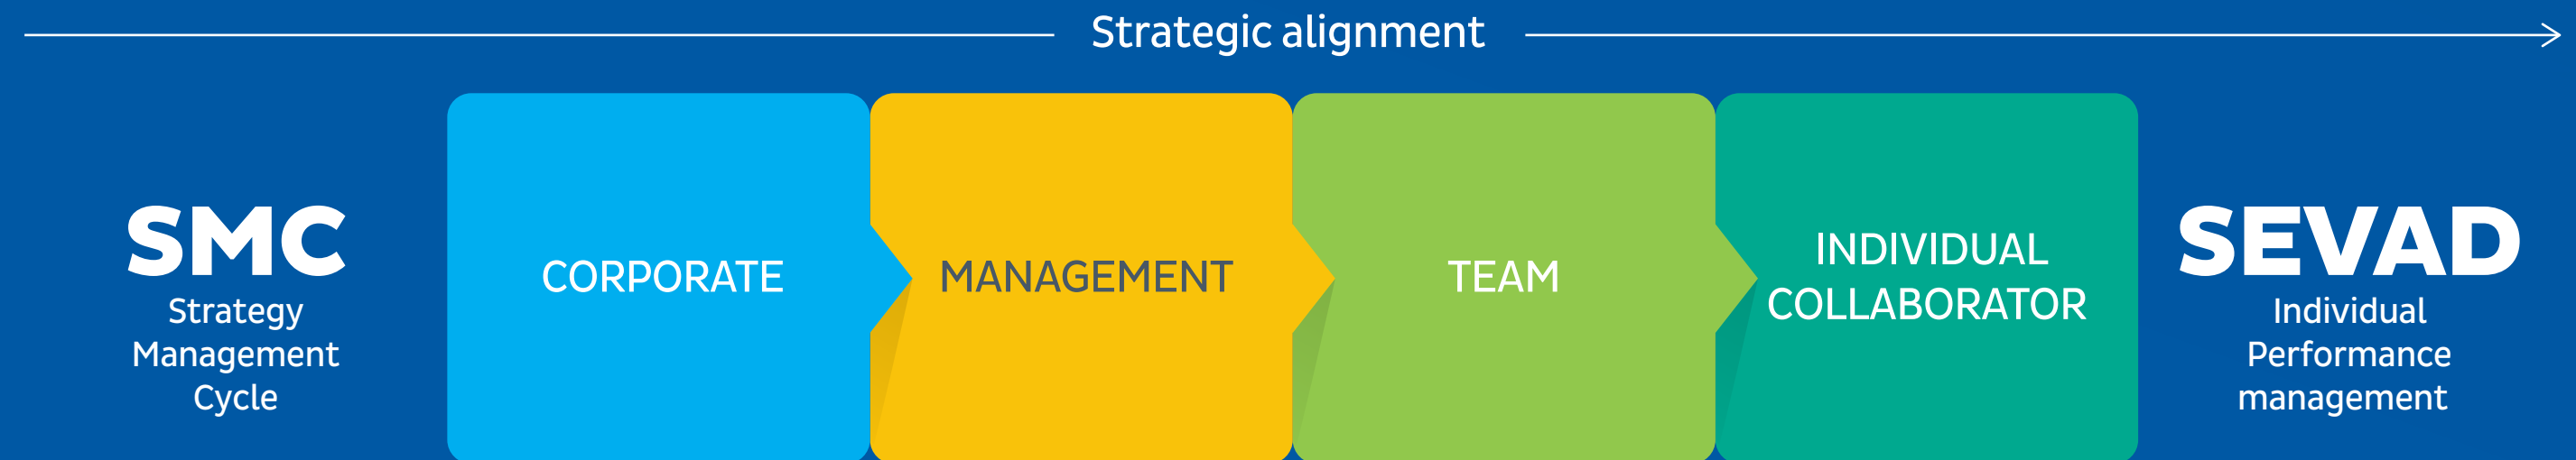 Strategic alignment
SMC
Strategy
Management
Cycle
CORPORATE
MANAGEMENT
TEAM
INDIVIDUAL
COLLABORATOR
SEVAD
Individual
Performance
management